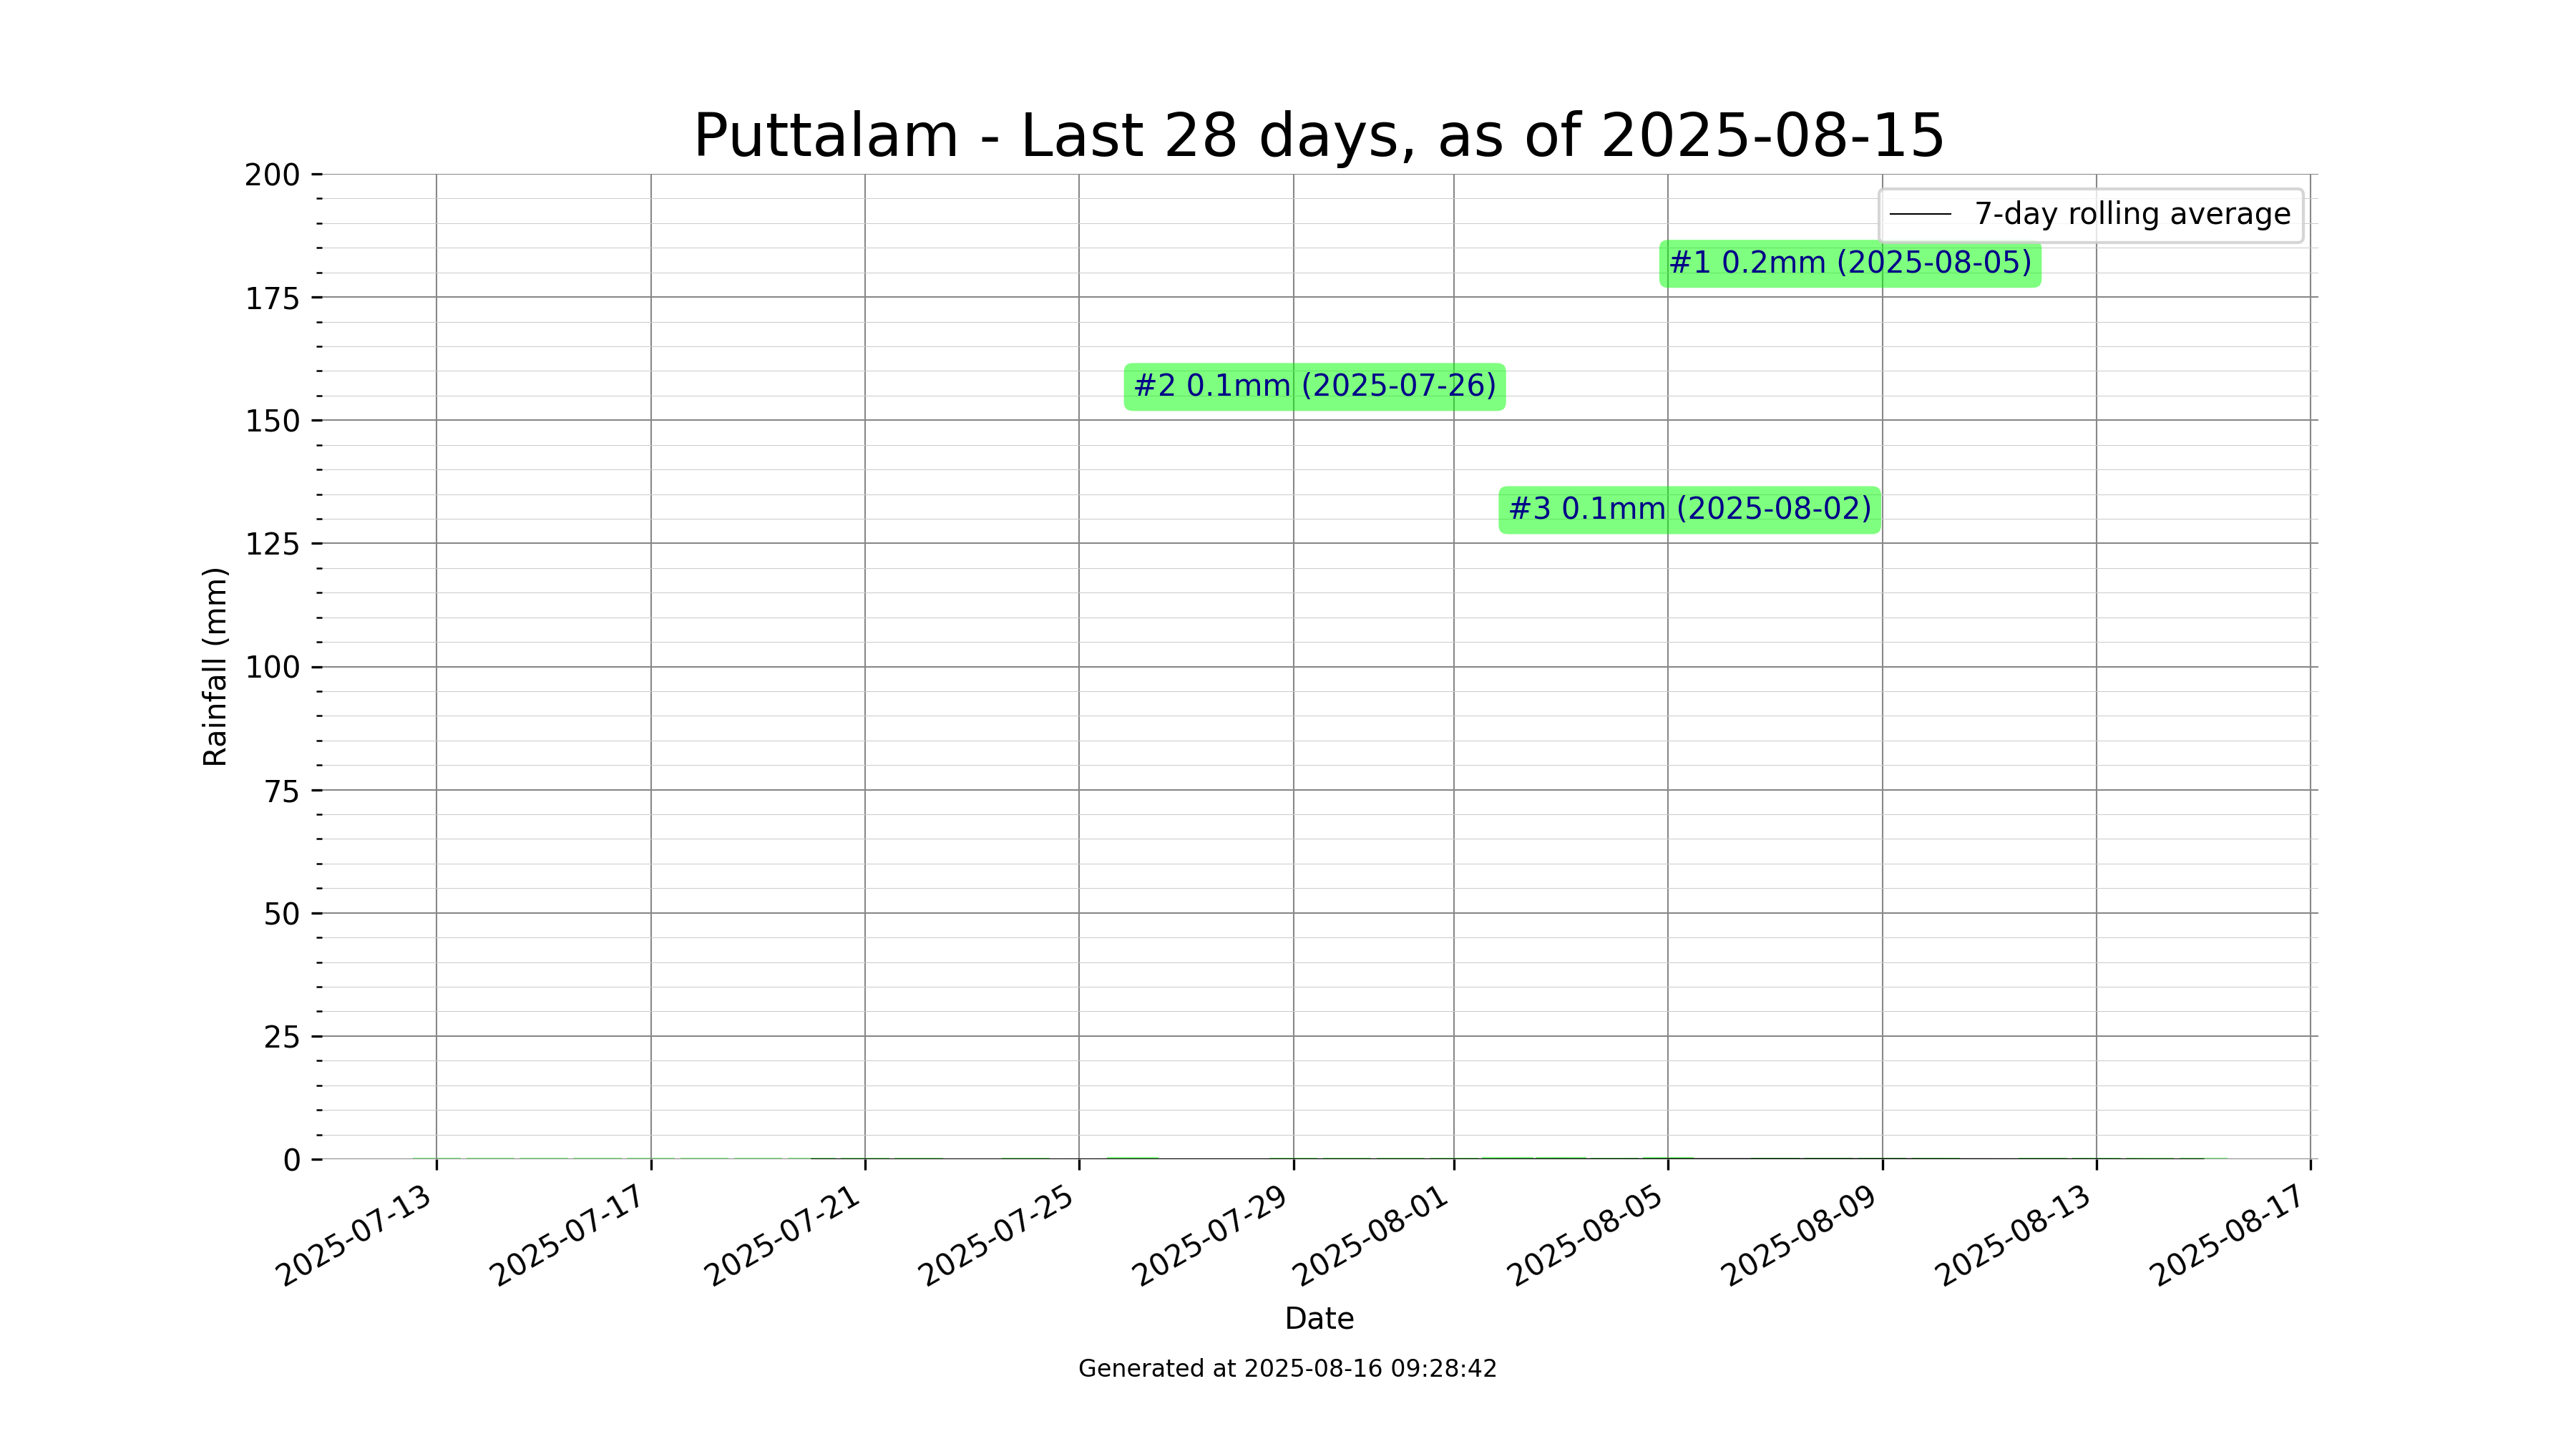 Puttalam - Last 28 days, as of 2025-08-15
200
175
150
125
100
75
50
25
0
Rainfall (mm)
7-day rolling average
#1 0.2mm (2025-08-05)
#2 0.1mm (2025-07-26)
#3 0.1mm (2025-08-02)
2025-07-13
2025-07-17
2025-07-21
2025-07-25
2025-07-29
2025-08-01
2025-08-05
2025-08-09
2025-08-13
2025-08-17
Date
Generated at 2025-08-16 09:28:42